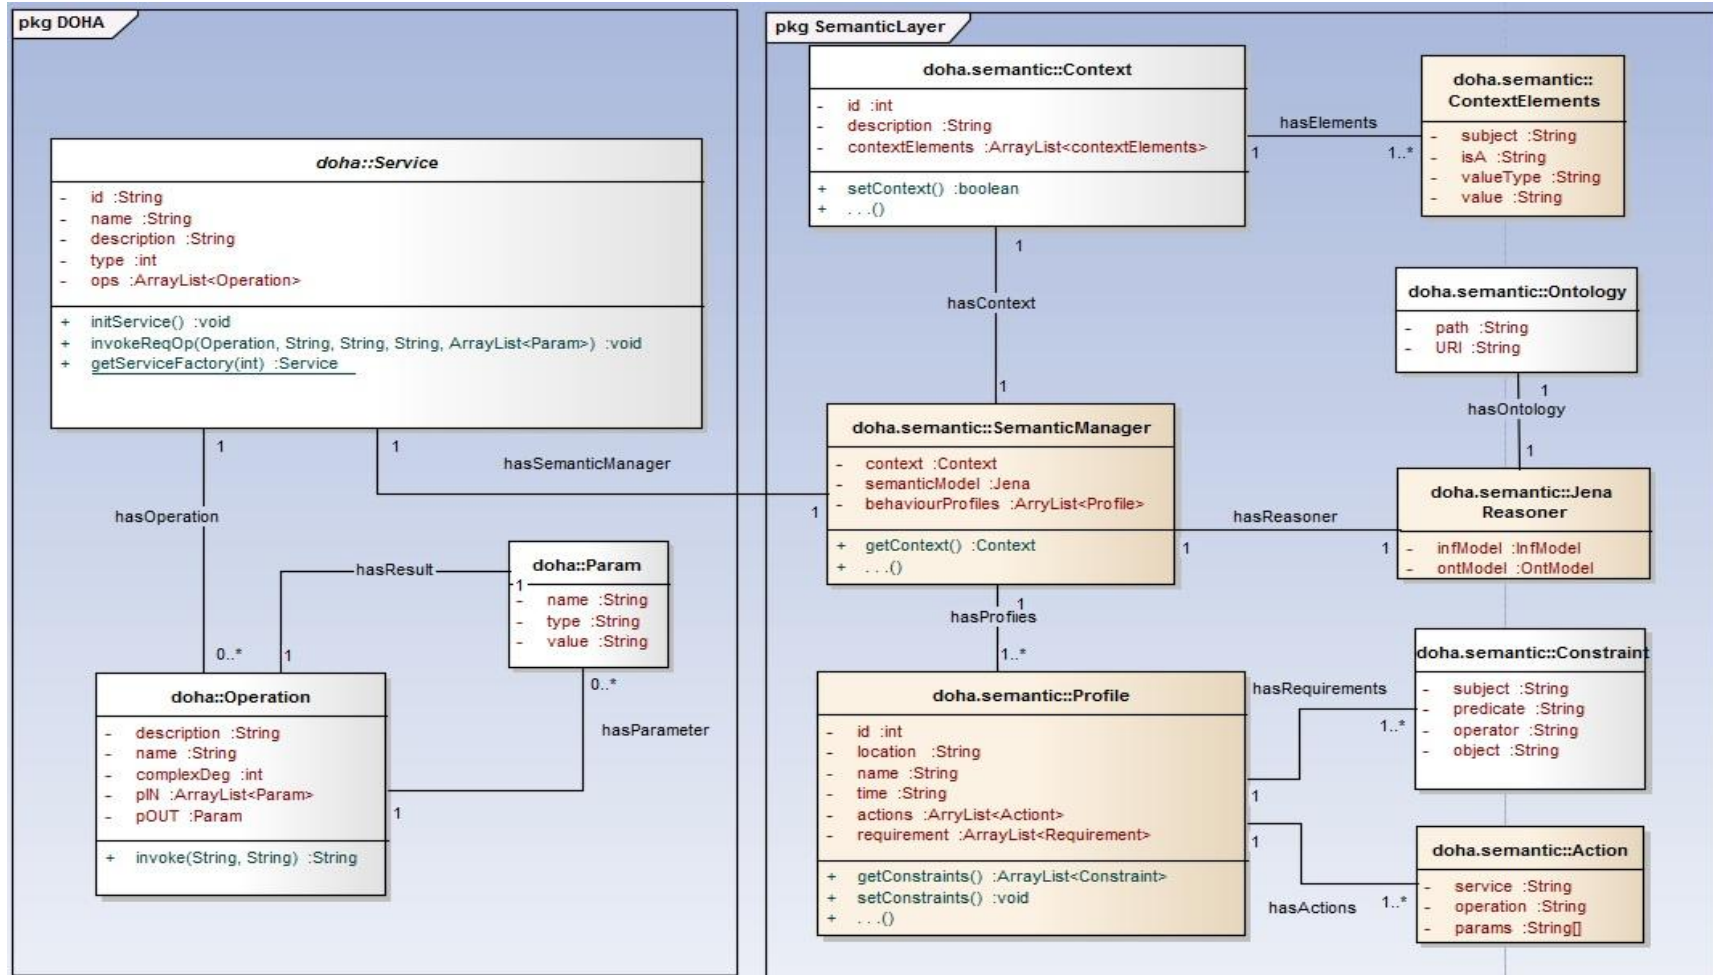 pkg DOHA
doha::Service
- id :String
- name :String
- description :String
- type :int
- ops :ArrayList<Operation>
+ initService() :void
+ invokeReqOp(Operation, String, String, String, ArrayList<Param>) :void
+ getServiceFactory(int) :Service
1
1
hasSemanticManager
1
hasOperation
0..*
hasResult
1
1
doha::Param
- name :String
- type :String
- value :String
0..*
hasParameter
1
doha::Operation
- description :String
- name :String
- complexDeg :int
- pIN :ArrayList<Param>
- pOUT :Param
+ invoke(String, String) :String
pkg SemanticLayer
doha.semantic::Context
- id :int
- description :String
- contextElements :ArrayList<contextElements>
+ setContext() :boolean
+ . . .()
hasElements
1
1..*
doha.semantic::
ContextElements
- subject :String
- isA :String
- valueType :String
- value :String
1
hasContext
1
doha.semantic::Ontology
- path :String
- URI :String
1
hasOntology
1
doha.semantic::SemanticManager
- context :Context
- semanticModel :Jena
- behaviourProfiles :ArryList<Profile>
+ getContext() :Context
+ . . .()
hasReasoner
1
1
doha.semantic::Jena
Reasoner
- infModel :InfModel
- ontModel :OntModel
1
hasProfiles
1..*
doha.semantic::Profile
- id :int
- location :String
- name :String
- time :String
- actions :ArryList<Actiont>
- requirement :ArrayList<Requirement>
+ getConstraints() :ArrayList<Constraint>
+ setConstraints() :void
+ . . .()
hasRequirements
1..*
1
doha.semantic::Constraint
- subject :String
- predicate :String
- operator :String
- object :String
1
hasActions
1..*
doha.semantic::Action
- service :String
- operation :String
- params :String[]